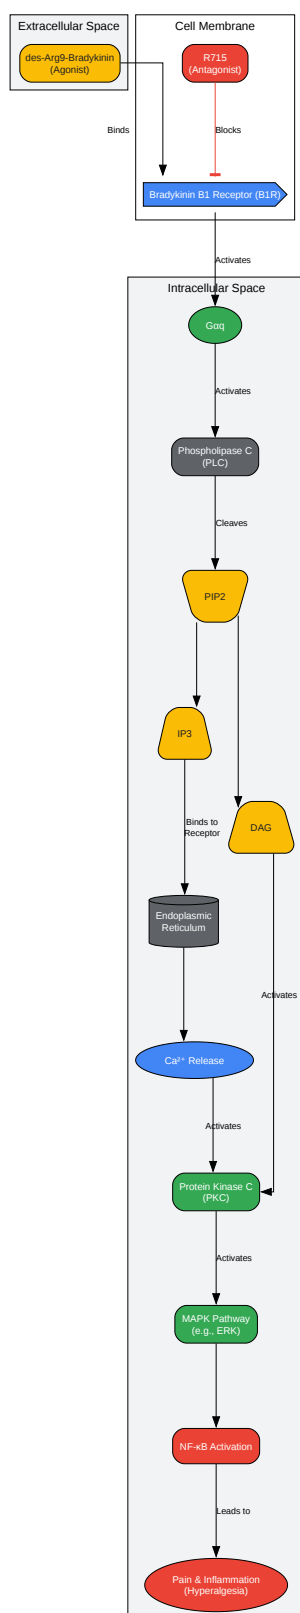 Extracellular Space
Cell Membrane
des-Arg9-Bradykinin
(Agonist)
R715
(Antagonist)
Binds
Blocks
Bradykinin B1 Receptor (B1R)
Activates
Intracellular Space
Gαq
Activates
Phospholipase C
(PLC)
Cleaves
PIP2
IP3
Binds to
Receptor
DAG
Endoplasmic
Reticulum
Activates
Ca²⁺ Release
Activates
Protein Kinase C
(PKC)
Activates
MAPK Pathway
(e.g., ERK)
NF-κB Activation
Leads to
Pain & Inflammation
(Hyperalgesia)